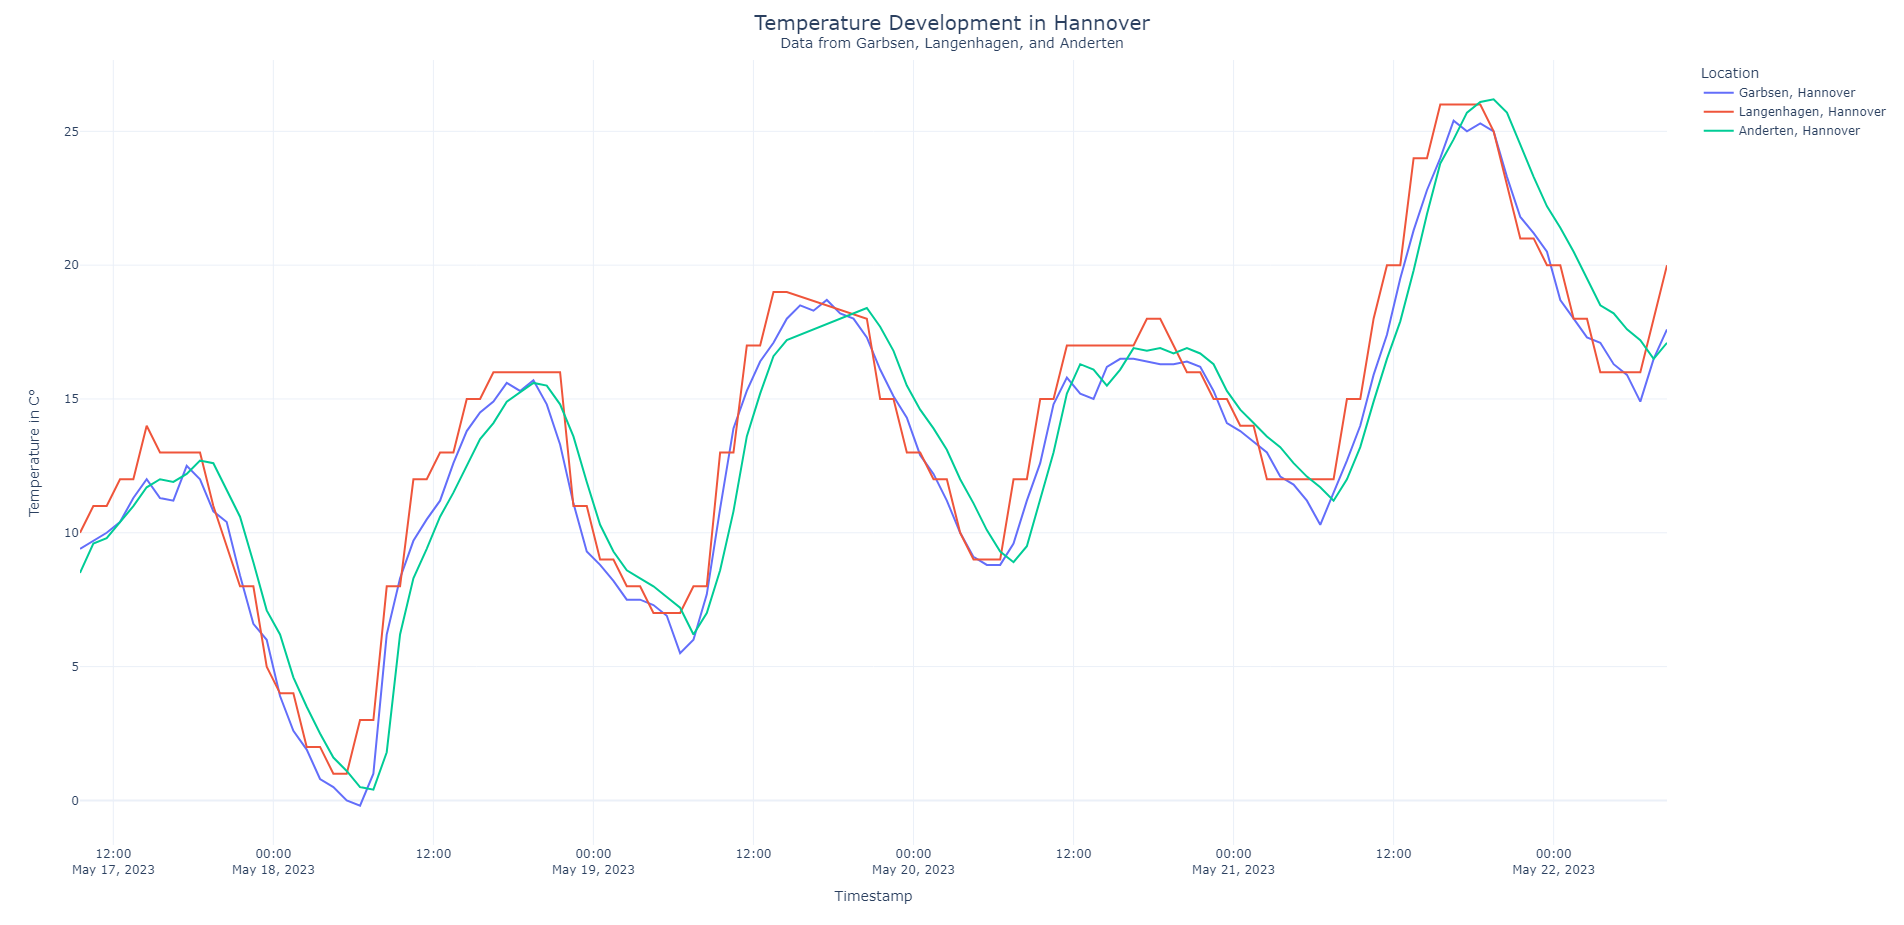 Temperature Development in Hannover
Data from Garbsen, Langenhagen, and Anderten
Location
Garbsen, Hannover
Langenhagen, Hannover
Anderten, Hannover
25
20
15
10
5
0
Temperature in C°
12:00
May 17, 2023
00:00
May 18, 2023
12:00
00:00
May 19, 2023
12:00
00:00
May 20, 2023
12:00
00:00
May 21, 2023
12:00
00:00
May 22, 2023
Timestamp